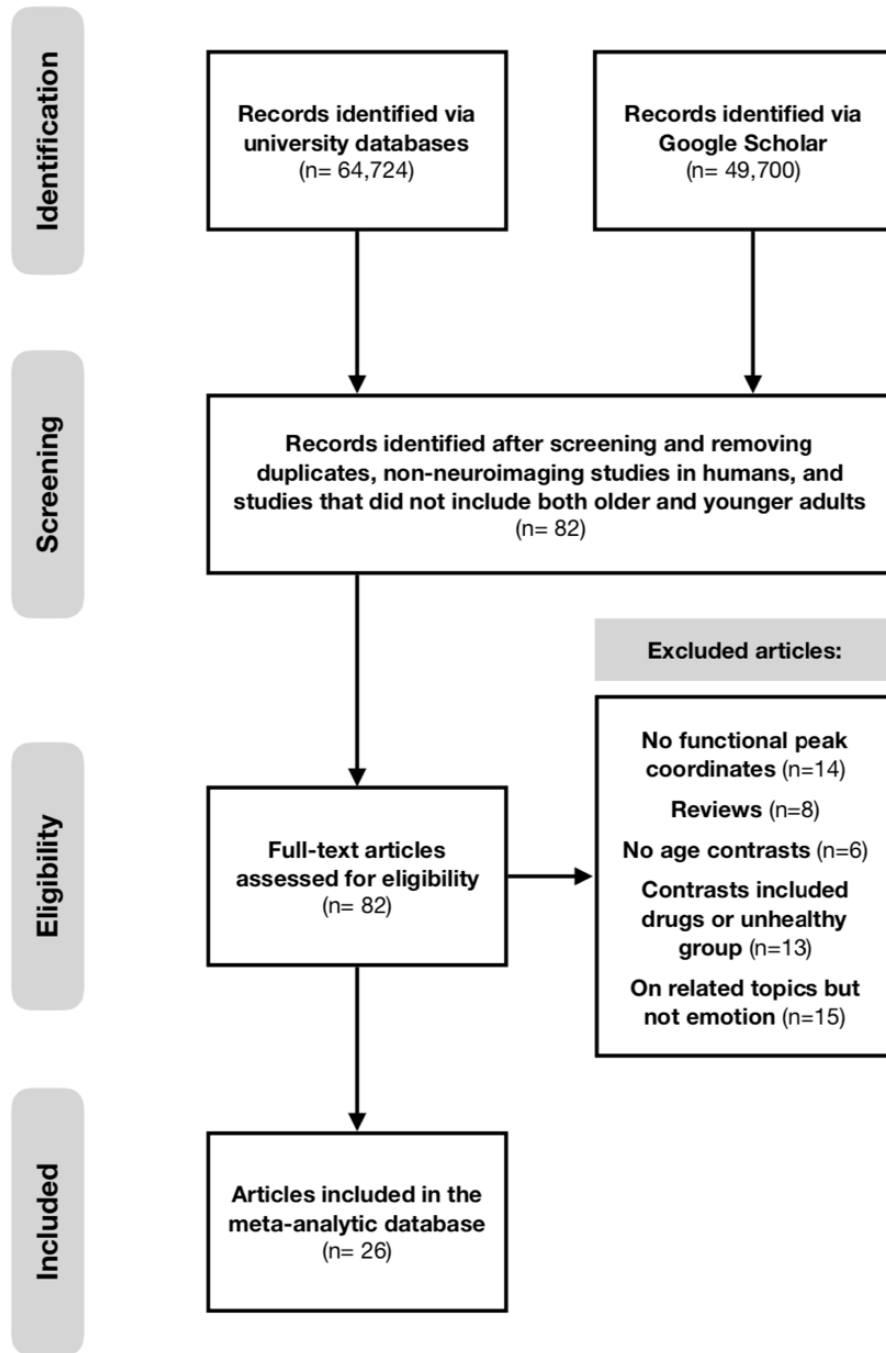 Identification
Records identified via
university databases
(n= 64,724)
Records identified via
Google Scholar
(n= 49,700)
Screening
Records identified after screening and removing
duplicates, non-neuroimaging studies in humans, and
studies that did not include both older and younger adults
(n= 82)
Eligibility
Full-text articles
assessed for eligibility
(n= 82)
Excluded articles:
No functional peak
coordinates (n=14)
Reviews (n=8)
No age contrasts (n=6)
Contrasts included
drugs or unhealthy
group (n=13)
On related topics but
not emotion (n=15)
Included
Articles included in the
meta-analytic database
(n= 26)